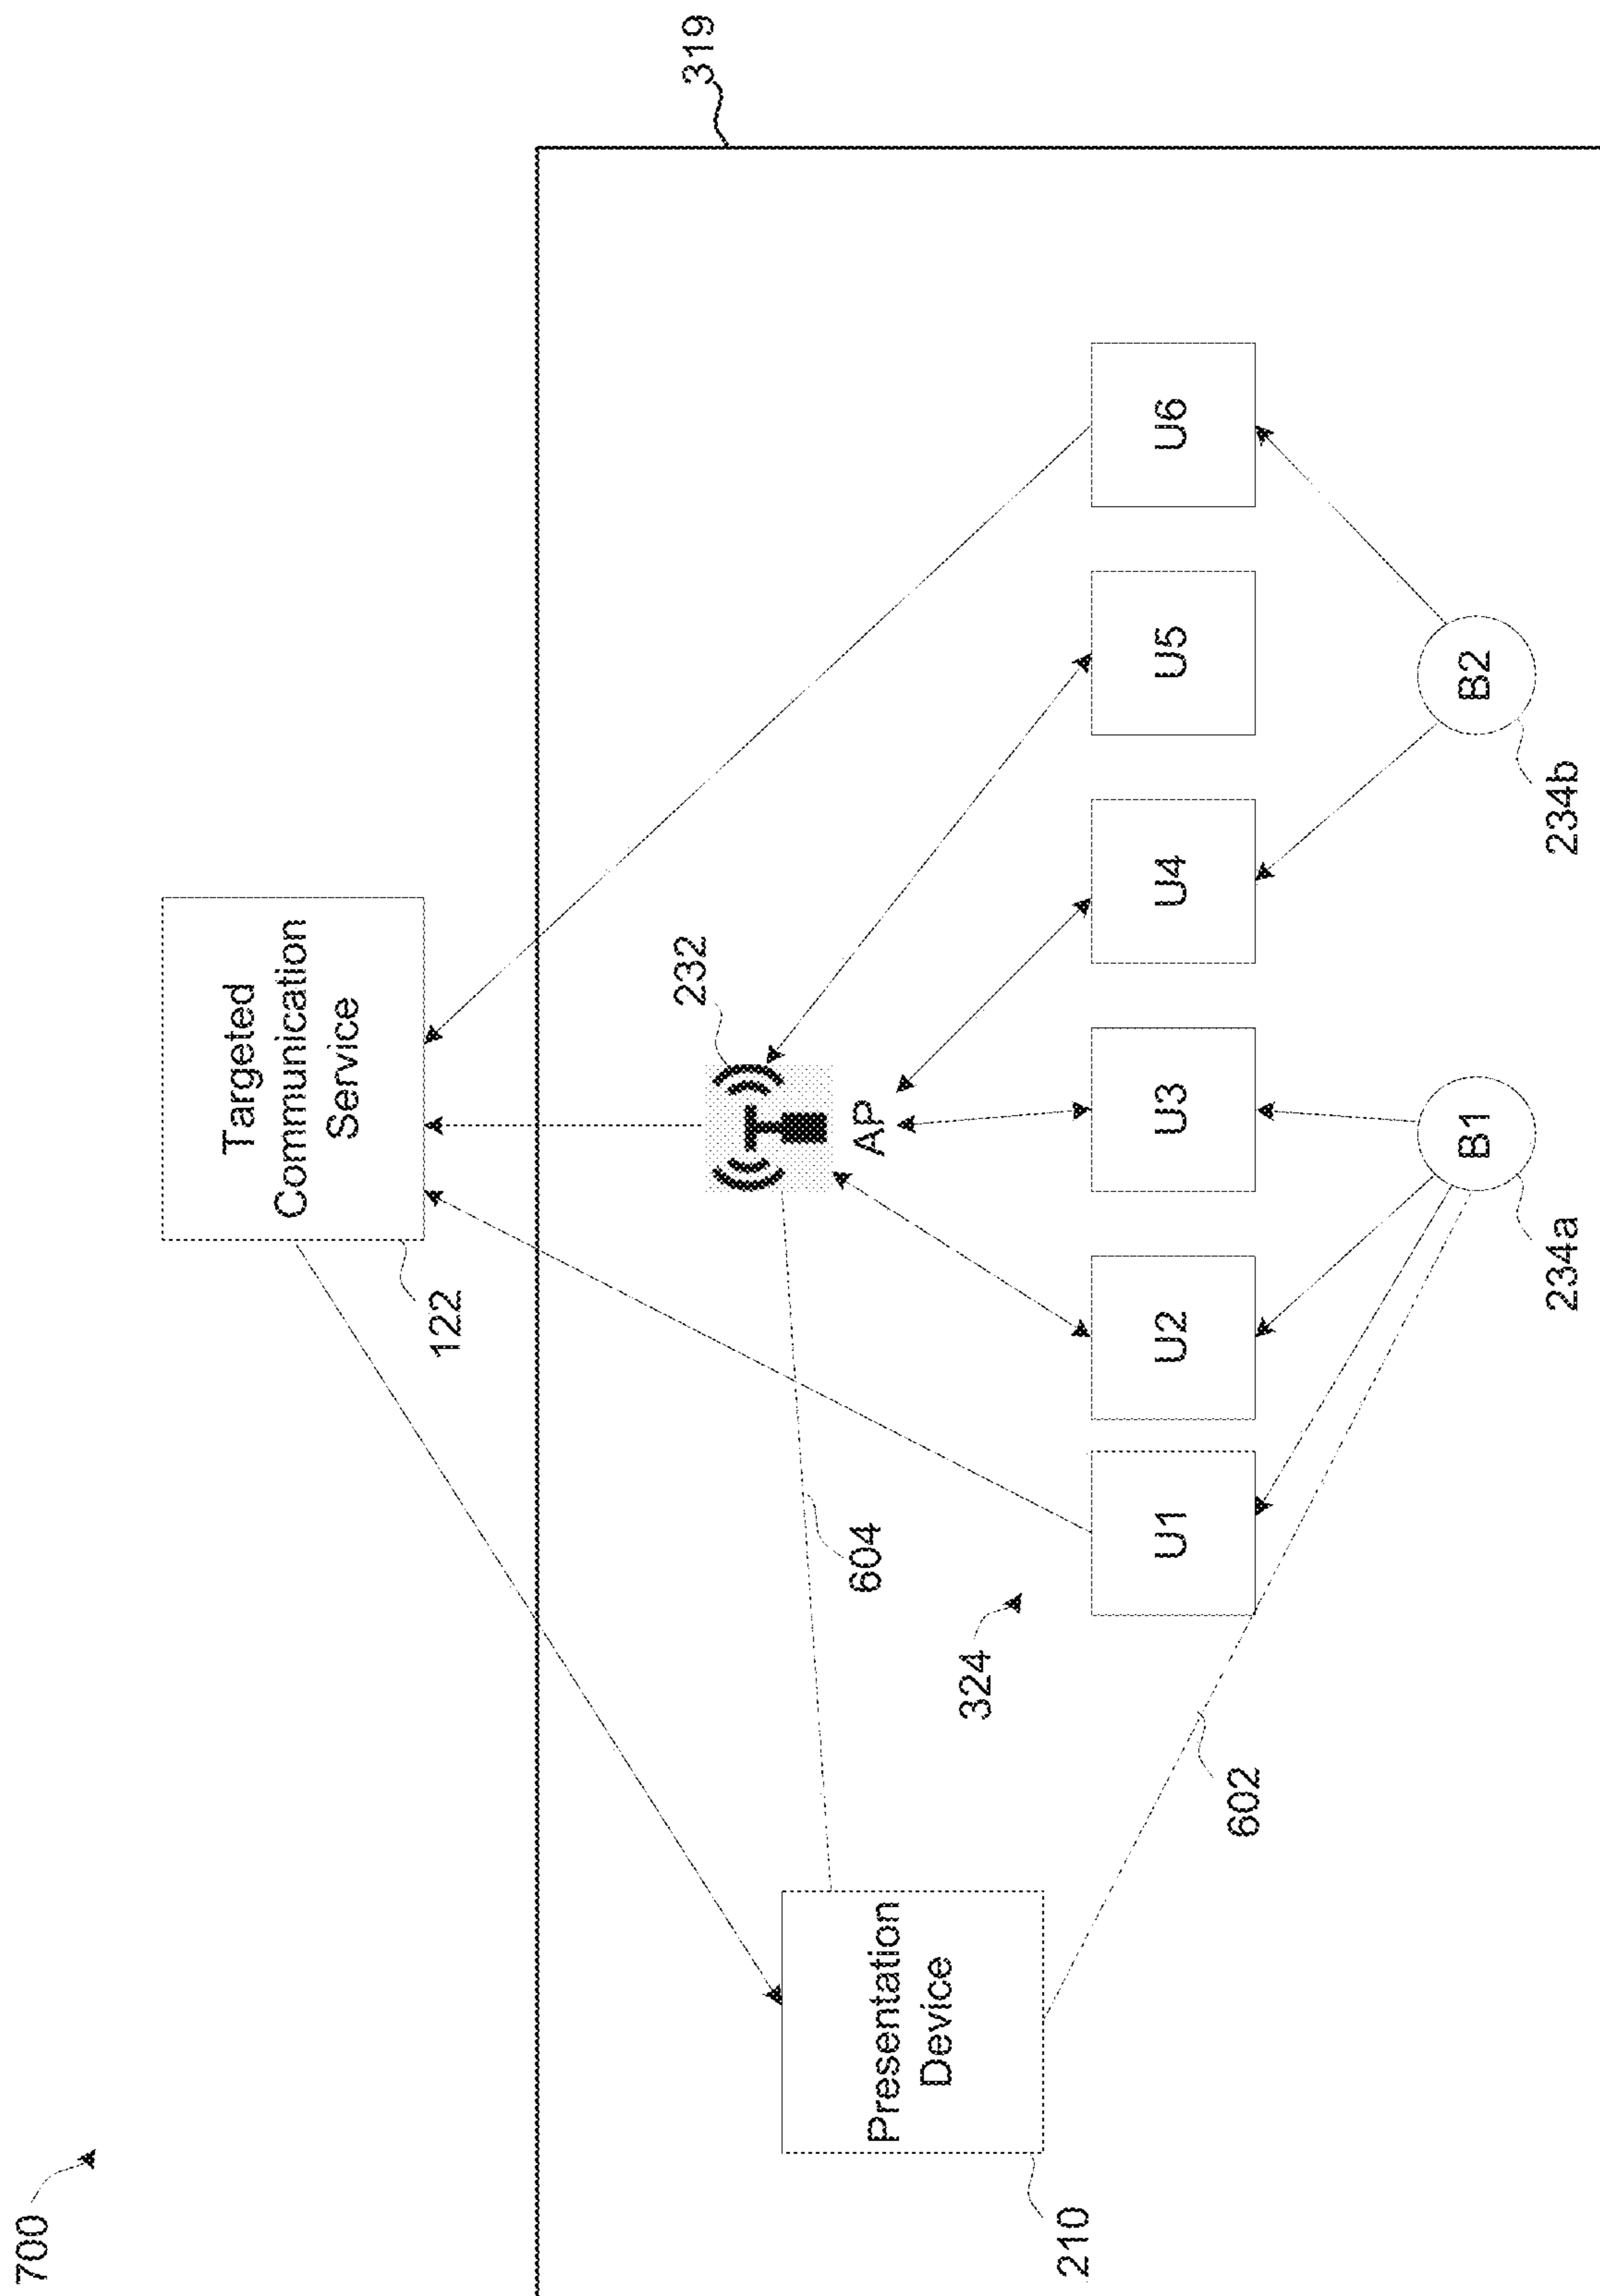 700
Targeted
Communication
Service
122
319
232
AP
604
Presentation
Device
210
324
U1
U2
U3
U4
U5
U6
602
B1
234a
B2
234b